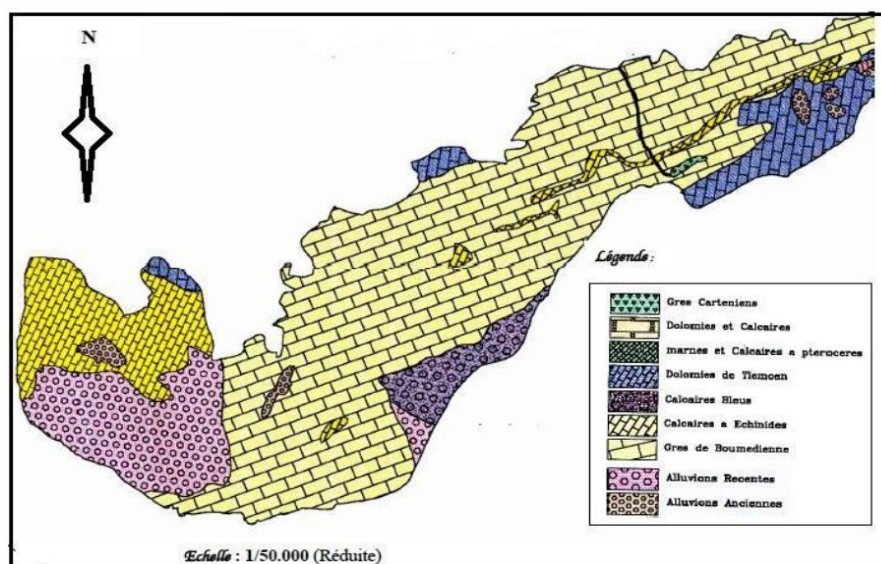 N
Légende :
Gres Carteniens
Dolomies et Calcaires
marnes et Calcaires a pteroceres
Dolomies de Tlemcen
Calcaires Bleus
Calcaires a Echinides
Gres de Boumedienne
Alluvions Recentes
Alluvions Anciennes
Echelle : 1/50.000 (Réduite)